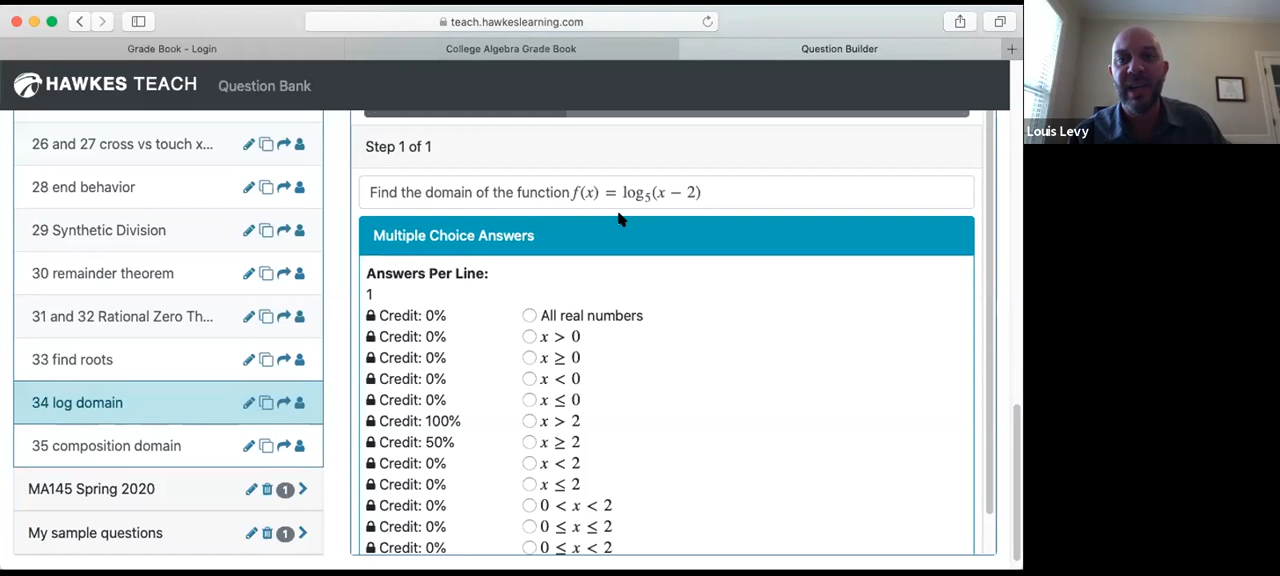 teach.hawkeslearning.com
Grade Book - Login
College Algebra Grade Book
Question Builder
HAWKES TEACH
Question Bank
Louis Levy
26 and 27 cross vs touch x...
28 end behavior
29 Synthetic Division
30 remainder theorem
31 and 32 Rational Zero Th...
33 find roots
34 log domain
35 composition domain
MA145 Spring 2020 1
My sample questions 1
Step 1 of 1
Find the domain of the function f(x) = log₅(x − 2)
Multiple Choice Answers
Answers Per Line:
1
Credit: 0% All real numbers
Credit: 0% x > 0
Credit: 0% x ≥ 0
Credit: 0% x < 0
Credit: 0% x ≤ 0
Credit: 100% x > 2
Credit: 50% x ≥ 2
Credit: 0% x < 2
Credit: 0% x ≤ 2
Credit: 0% 0 < x < 2
Credit: 0% 0 ≤ x ≤ 2
Credit: 0% 0 ≤ x < 2